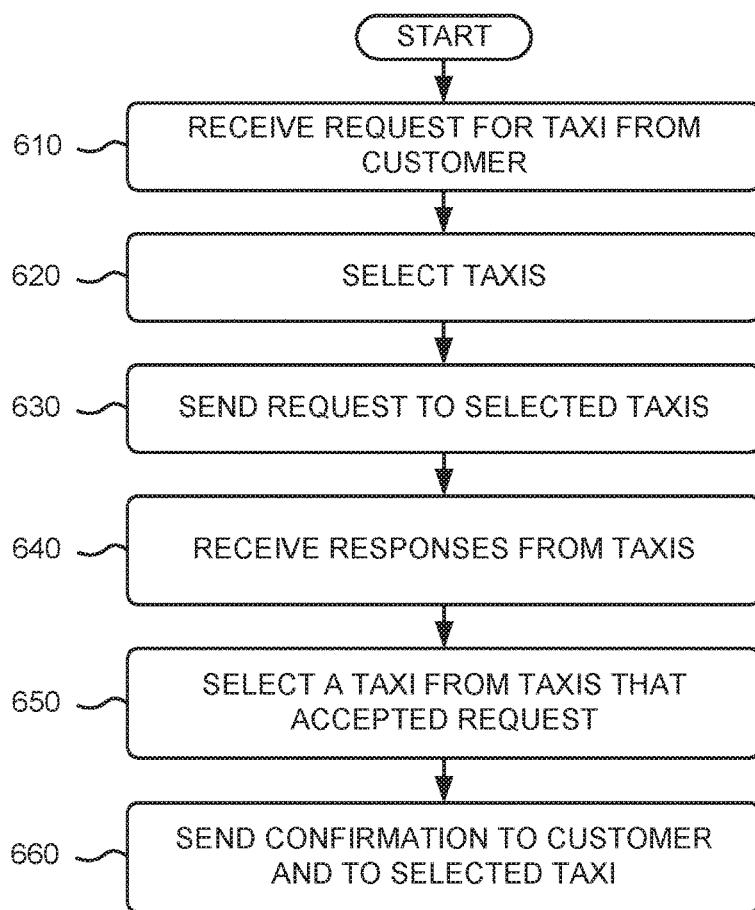 START
610
RECEIVE REQUEST FOR TAXI FROM
CUSTOMER
620
SELECT TAXIS
630
SEND REQUEST TO SELECTED TAXIS
640
RECEIVE RESPONSES FROM TAXIS
650
SELECT A TAXI FROM TAXIS THAT
ACCEPTED REQUEST
660
SEND CONFIRMATION TO CUSTOMER
AND TO SELECTED TAXI